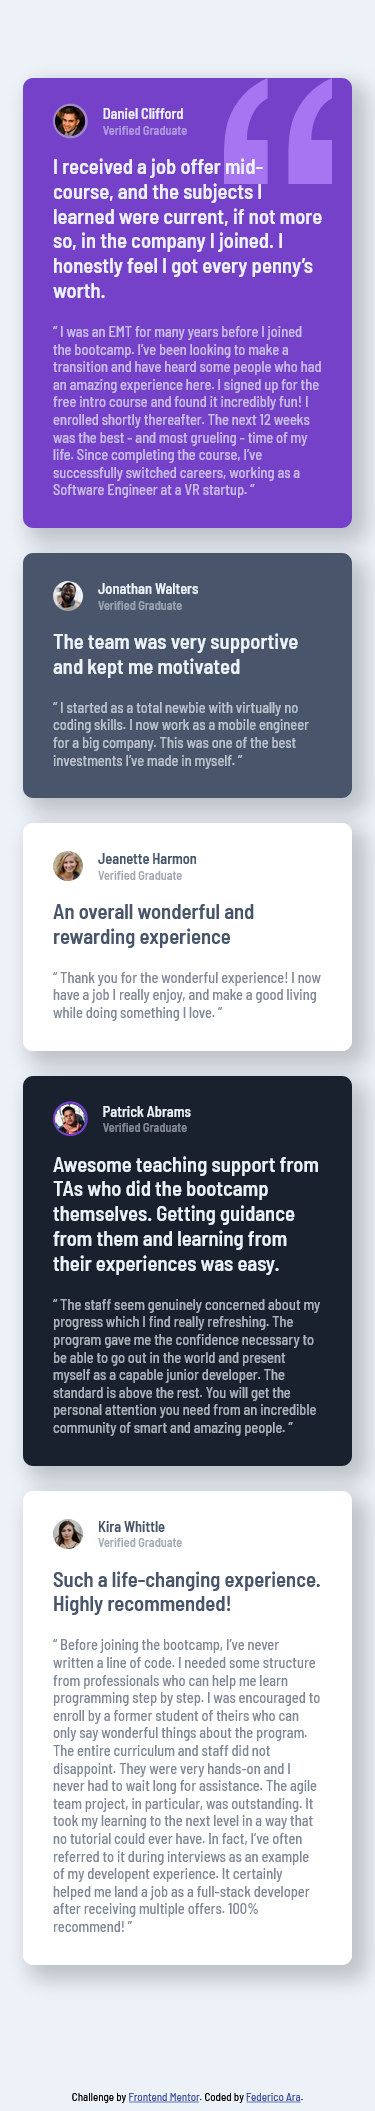 Daniel Clifford
Verified Graduate
I received a job offer mid-
course, and the subjects I
learned were current, if not more
so, in the company I joined. I
honestly feel I got every penny’s
worth.
“ I was an EMT for many years before I joined
the bootcamp. I’ve been looking to make a
transition and have heard some people who had
an amazing experience here. I signed up for the
free intro course and found it incredibly fun! I
enrolled shortly thereafter. The next 12 weeks
was the best - and most grueling - time of my
life. Since completing the course, I’ve
successfully switched careers, working as a
Software Engineer at a VR startup. ”
Jonathan Walters
Verified Graduate
The team was very supportive
and kept me motivated
“ I started as a total newbie with virtually no
coding skills. I now work as a mobile engineer
for a big company. This was one of the best
investments I’ve made in myself. ”
Jeanette Harmon
Verified Graduate
An overall wonderful and
rewarding experience
“ Thank you for the wonderful experience! I now
have a job I really enjoy, and make a good living
while doing something I love. ”
Patrick Abrams
Verified Graduate
Awesome teaching support from
TAs who did the bootcamp
themselves. Getting guidance
from them and learning from
their experiences was easy.
“ The staff seem genuinely concerned about my
progress which I find really refreshing. The
program gave me the confidence necessary to
be able to go out in the world and present
myself as a capable junior developer. The
standard is above the rest. You will get the
personal attention you need from an incredible
community of smart and amazing people. ”
Kira Whittle
Verified Graduate
Such a life-changing experience.
Highly recommended!
“ Before joining the bootcamp, I’ve never
written a line of code. I needed some structure
from professionals who can help me learn
programming step by step. I was encouraged to
enroll by a former student of theirs who can
only say wonderful things about the program.
The entire curriculum and staff did not
disappoint. They were very hands-on and I
never had to wait long for assistance. The agile
team project, in particular, was outstanding. It
took my learning to the next level in a way that
no tutorial could ever have. In fact, I’ve often
referred to it during interviews as an example
of my developent experience. It certainly
helped me land a job as a full-stack developer
after receiving multiple offers. 100%
recommend! ”
Challenge by Frontend Mentor. Coded by Federico Ara.